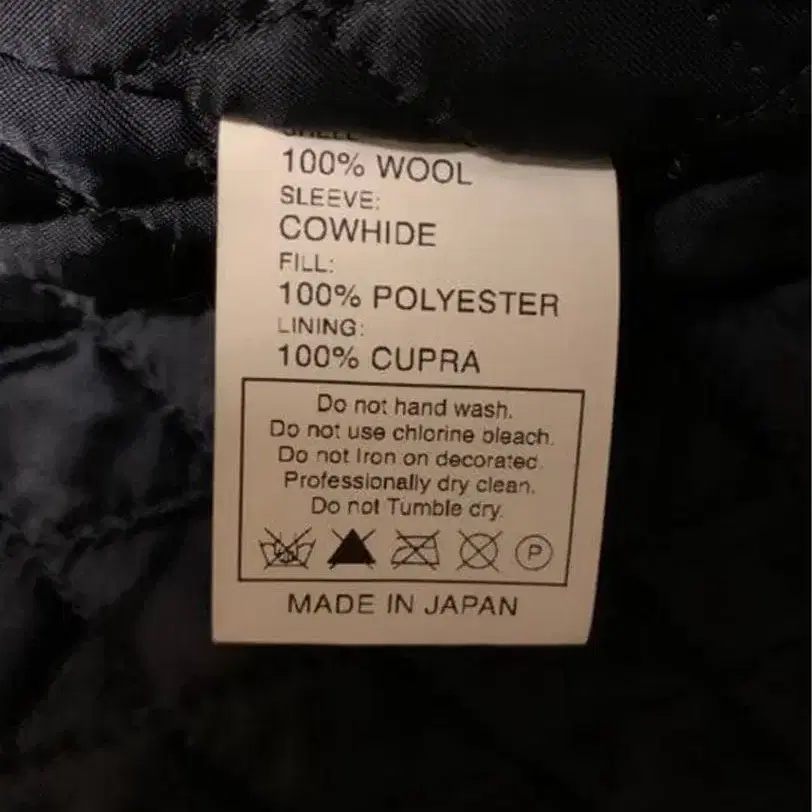 SHELL
100% WOOL
SLEEVE:
COWHIDE
FILL:
100% POLYESTER
LINING:
100% CUPRA
Do not hand wash.
Do not use chlorine bleach.
Do not Iron on decorated.
Professionally dry clean.
Do not Tumble dry.
P
MADE IN JAPAN